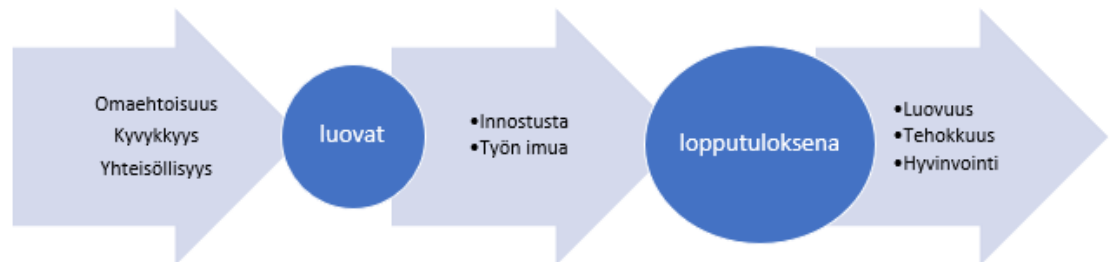 Omaehtoisuus
Kyvykkyys
Yhteisöllisyys
luovat
•Innostusta
•Työn imua
lopputuloksena
•Luovuus
•Tehokkuus
•Hyvinvointi